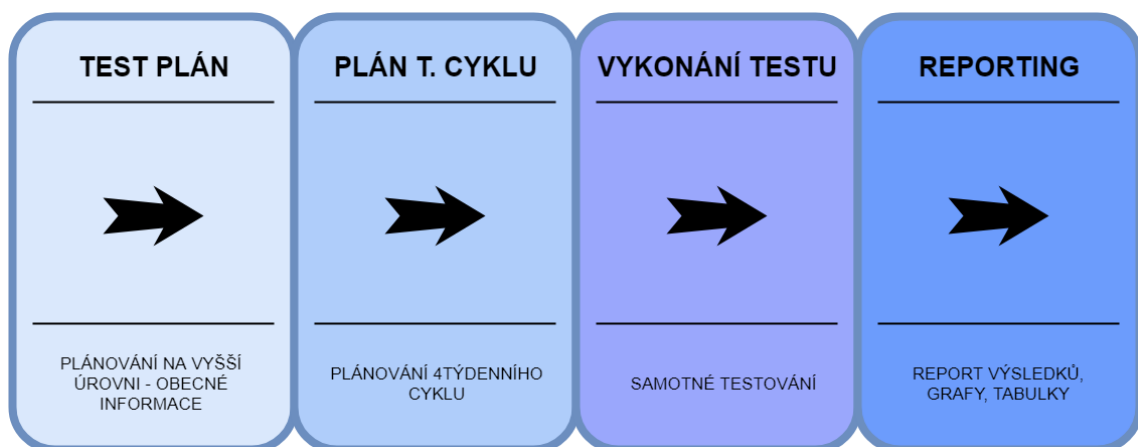 TEST PLÁN
PLÁNOVÁNÍ NA VYŠŠÍ
ÚROVNI - OBECNÉ
INFORMACE
PLÁN T. CYKLU
PLÁNOVÁNÍ 4TÝDENNÍHO
CYKLU
VYKONÁNÍ TESTU
SAMOTNÉ TESTOVÁNÍ
REPORTING
REPORT VÝSLEDKŮ,
GRAFY, TABULKY